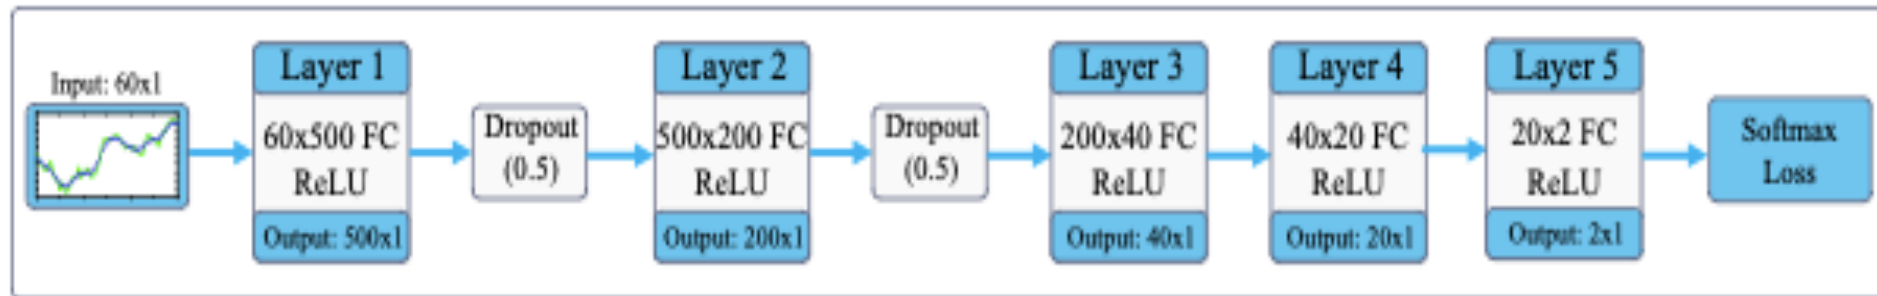 Input: 60x1
Layer 1
60x500 FC
ReLU
Output: 500x1
Dropout
(0.5)
Layer 2
500x200 FC
ReLU
Output: 200x1
Dropout
(0.5)
Layer 3
200x40 FC
ReLU
Output: 40x1
Layer 4
40x20 FC
ReLU
Output: 20x1
Layer 5
20x2 FC
ReLU
Output: 2x1
Softmax
Loss